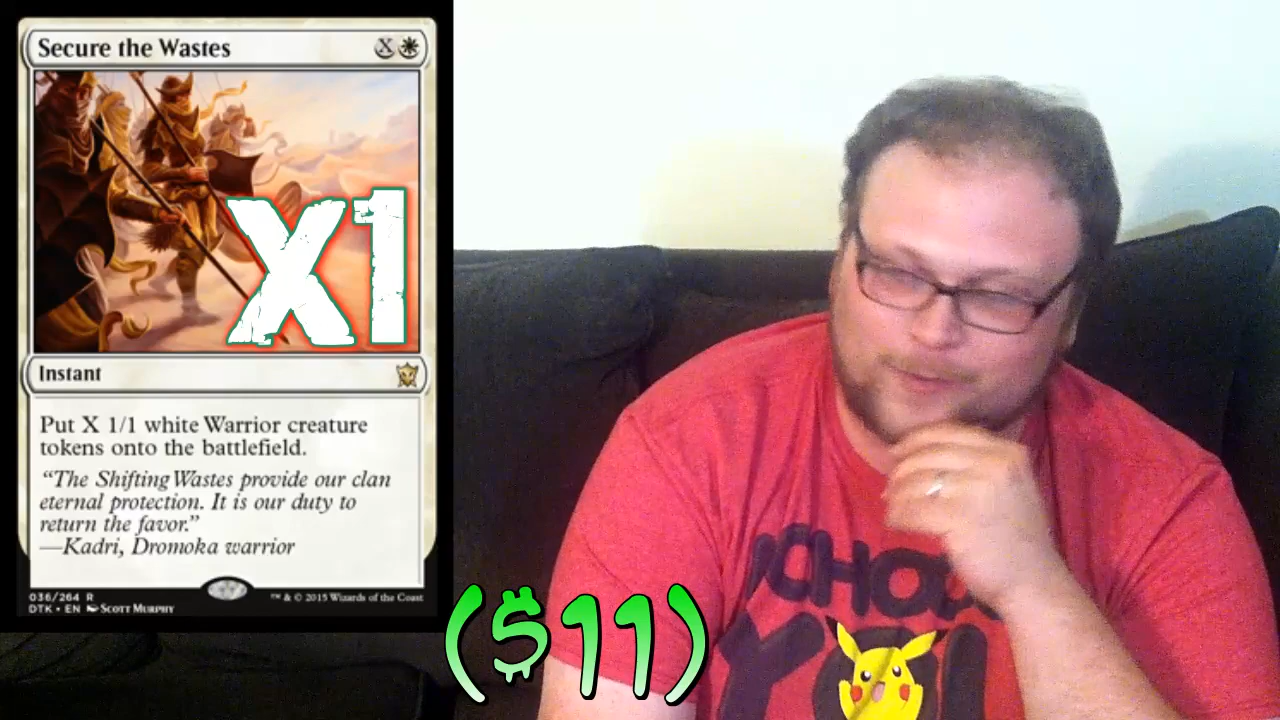 Secure the Wastes X
X1
Instant
Put X 1/1 white Warrior creature
tokens onto the battlefield.
“The Shifting Wastes provide our clan
eternal protection. It is our duty to
return the favor.”
—Kadri, Dromoka warrior
036/264 R
DTK • EN Scott Murphy
™ & © 2015 Wizards of the Coast
($11)
I CHOOSE
YOU